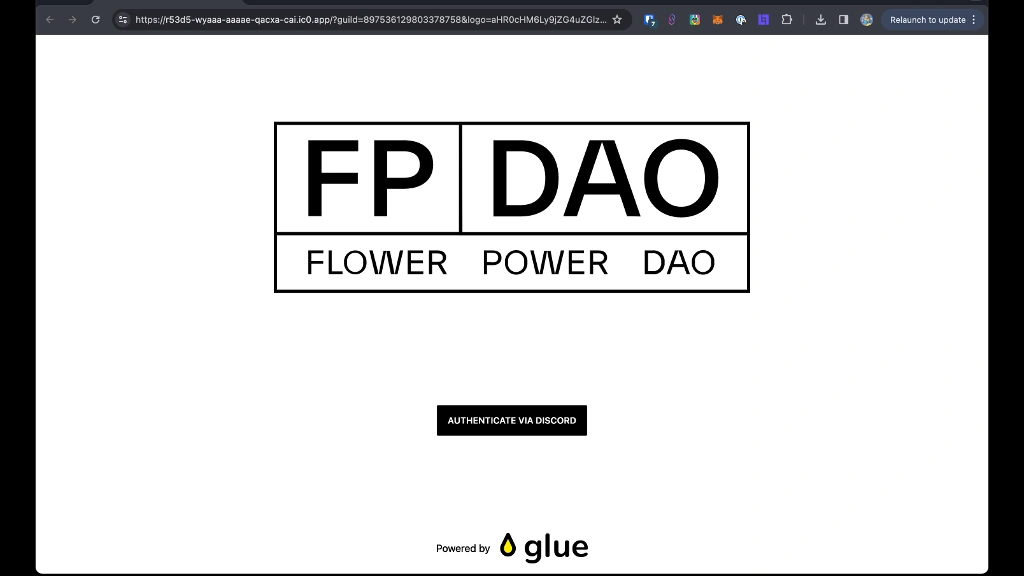 https://r53d5-wyaaa-aaaae-qacxa-cai.ic0.app/?guild=897536129803378758&logo=aHR0cHM6Ly9jZG4uZGlz...
7
Relaunch to update
FP DAO
FLOWER POWER DAO
AUTHENTICATE VIA DISCORD
Powered by glue